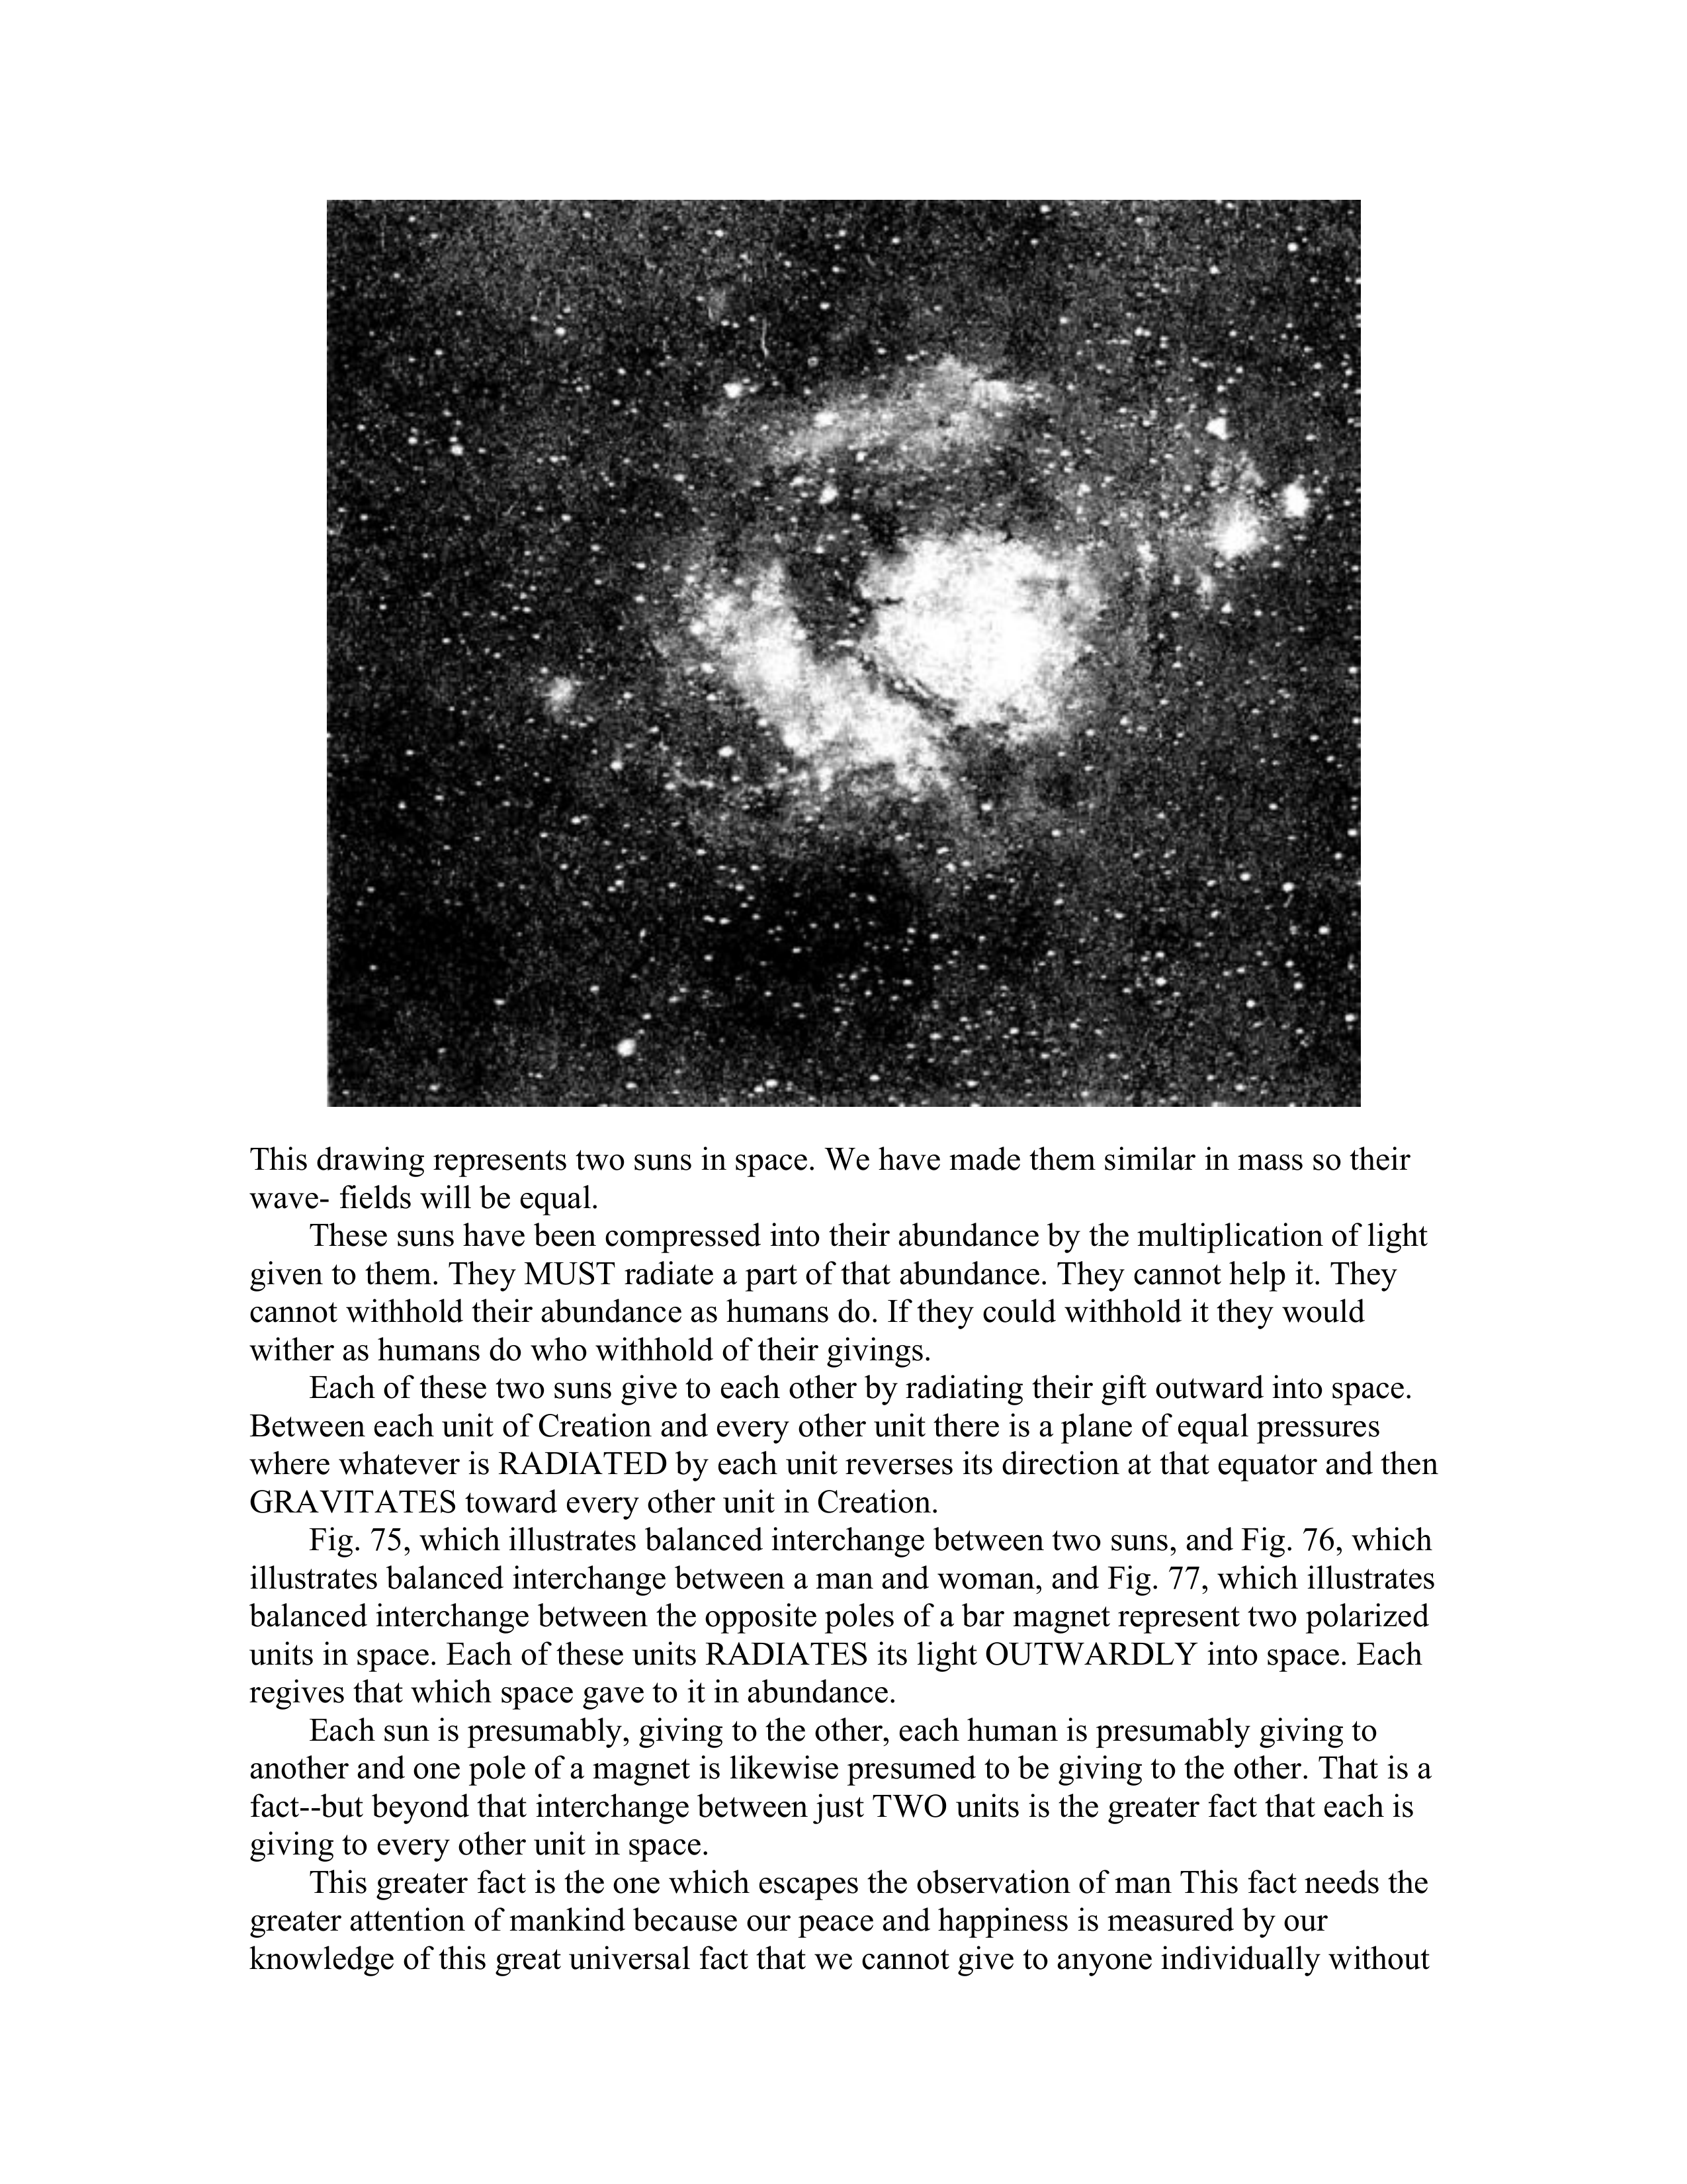 This drawing represents two suns in space. We have made them similar in mass so their
wave- fields will be equal.
These suns have been compressed into their abundance by the multiplication of light
given to them. They MUST radiate a part of that abundance. They cannot help it. They
cannot withhold their abundance as humans do. If they could withhold it they would
wither as humans do who withhold of their givings.
Each of these two suns give to each other by radiating their gift outward into space.
Between each unit of Creation and every other unit there is a plane of equal pressures
where whatever is RADIATED by each unit reverses its direction at that equator and then
GRAVITATES toward every other unit in Creation.
Fig. 75, which illustrates balanced interchange between two suns, and Fig. 76, which
illustrates balanced interchange between a man and woman, and Fig. 77, which illustrates
balanced interchange between the opposite poles of a bar magnet represent two polarized
units in space. Each of these units RADIATES its light OUTWARDLY into space. Each
regives that which space gave to it in abundance.
Each sun is presumably, giving to the other, each human is presumably giving to
another and one pole of a magnet is likewise presumed to be giving to the other. That is a
fact--but beyond that interchange between just TWO units is the greater fact that each is
giving to every other unit in space.
This greater fact is the one which escapes the observation of man This fact needs the
greater attention of mankind because our peace and happiness is measured by our
knowledge of this great universal fact that we cannot give to anyone individually without